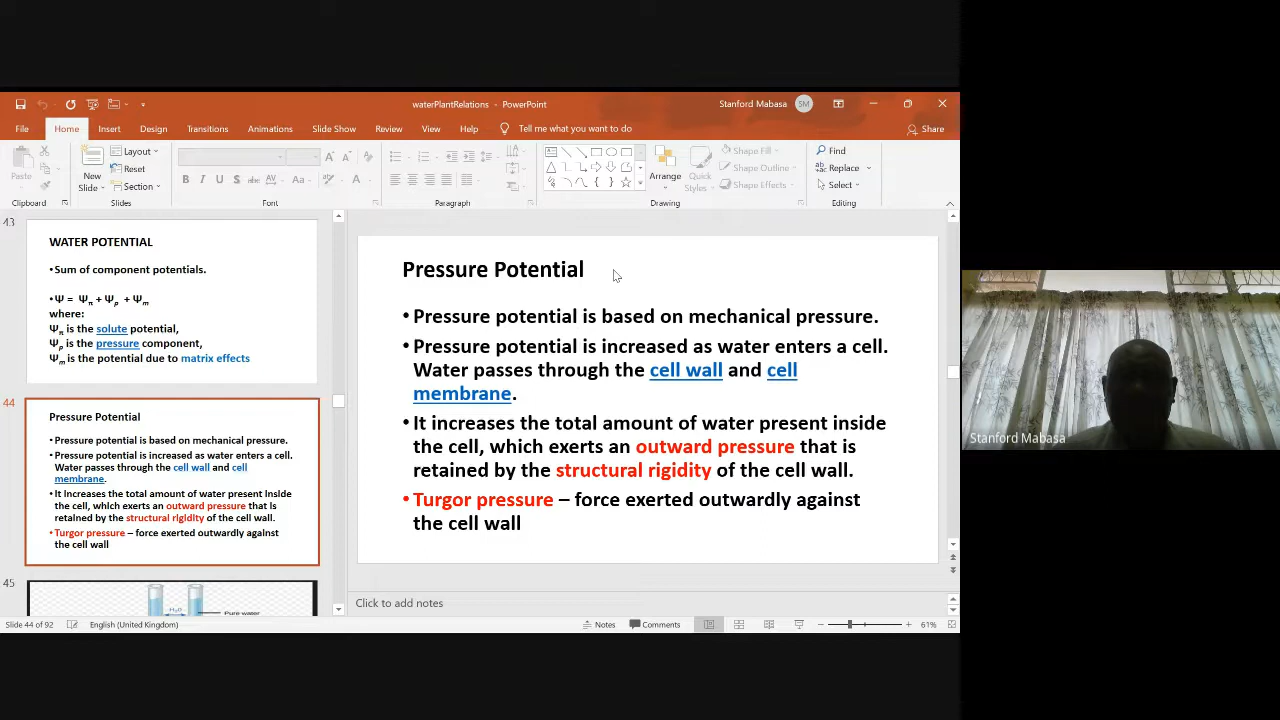 waterPlantRelations - PowerPoint
Stanford Mabasa SM
File Home Insert Design Transitions Animations Slide Show Review View Help Tell me what you want to do Share
Paste
New
Slide
Layout
Reset
Section
B I U S abc AV Aa A
Arrange
Quick
Styles
Shape Fill
Shape Outline
Shape Effects
Find
Replace
Select
Clipboard Slides Font Paragraph Drawing Editing
43
WATER POTENTIAL
•Sum of component potentials.
•Ψ = Ψπ + Ψp + Ψm
where:
Ψπ is the solute potential,
Ψp is the pressure component,
Ψm is the potential due to matrix effects
44
Pressure Potential
•Pressure potential is based on mechanical pressure.
•Pressure potential is increased as water enters a cell.
Water passes through the cell wall and cell
membrane.
•It increases the total amount of water present inside
the cell, which exerts an outward pressure that is
retained by the structural rigidity of the cell wall.
•Turgor pressure – force exerted outwardly against
the cell wall
45
H₂O
Pure water
Pressure Potential
•Pressure potential is based on mechanical pressure.
•Pressure potential is increased as water enters a cell.
Water passes through the cell wall and cell
membrane.
•It increases the total amount of water present inside
the cell, which exerts an outward pressure that is
retained by the structural rigidity of the cell wall.
•Turgor pressure – force exerted outwardly against
the cell wall
Click to add notes
Slide 44 of 92 English (United Kingdom) Notes Comments 61%
Stanford Mabasa